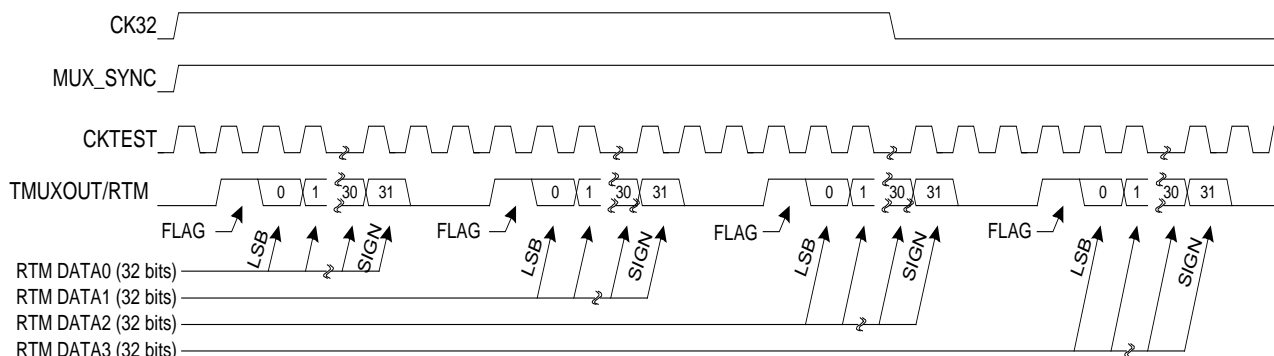 CK32
MUX_SYNC
CKTEST
TMUXOUT/RTM 0 1 30 31 0 1 30 31 0 1 30 31 0 1 30 31
FLAG FLAG FLAG FLAG
LSB SIGN LSB SIGN LSB SIGN LSB SIGN
RTM DATA0 (32 bits)
RTM DATA1 (32 bits)
RTM DATA2 (32 bits)
RTM DATA3 (32 bits)